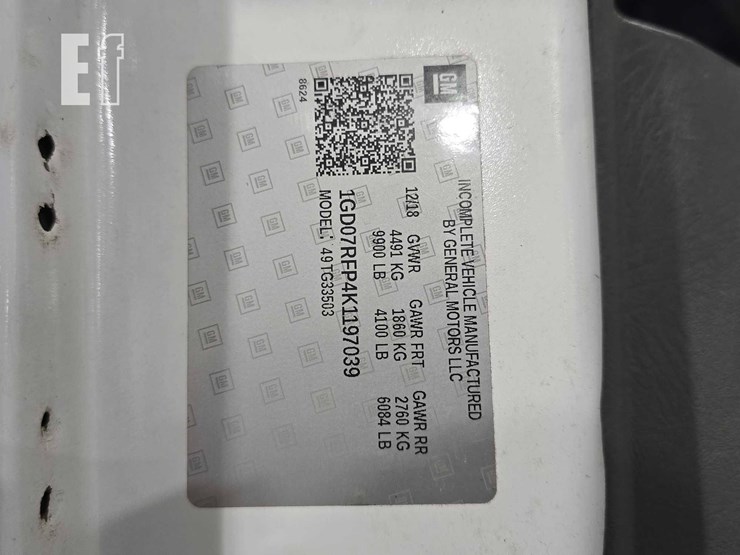 Ef
GM
INCOMPLETE VEHICLE MANUFACTURED
BY GENERAL MOTORS LLC
12/18 GVWR GAWR FRT GAWR RR
4491 KG 1860 KG 2760 KG
9900 LB 4100 LB 6084 LB
1GD07RFP4K1197039
MODEL: 49TG33503
8624